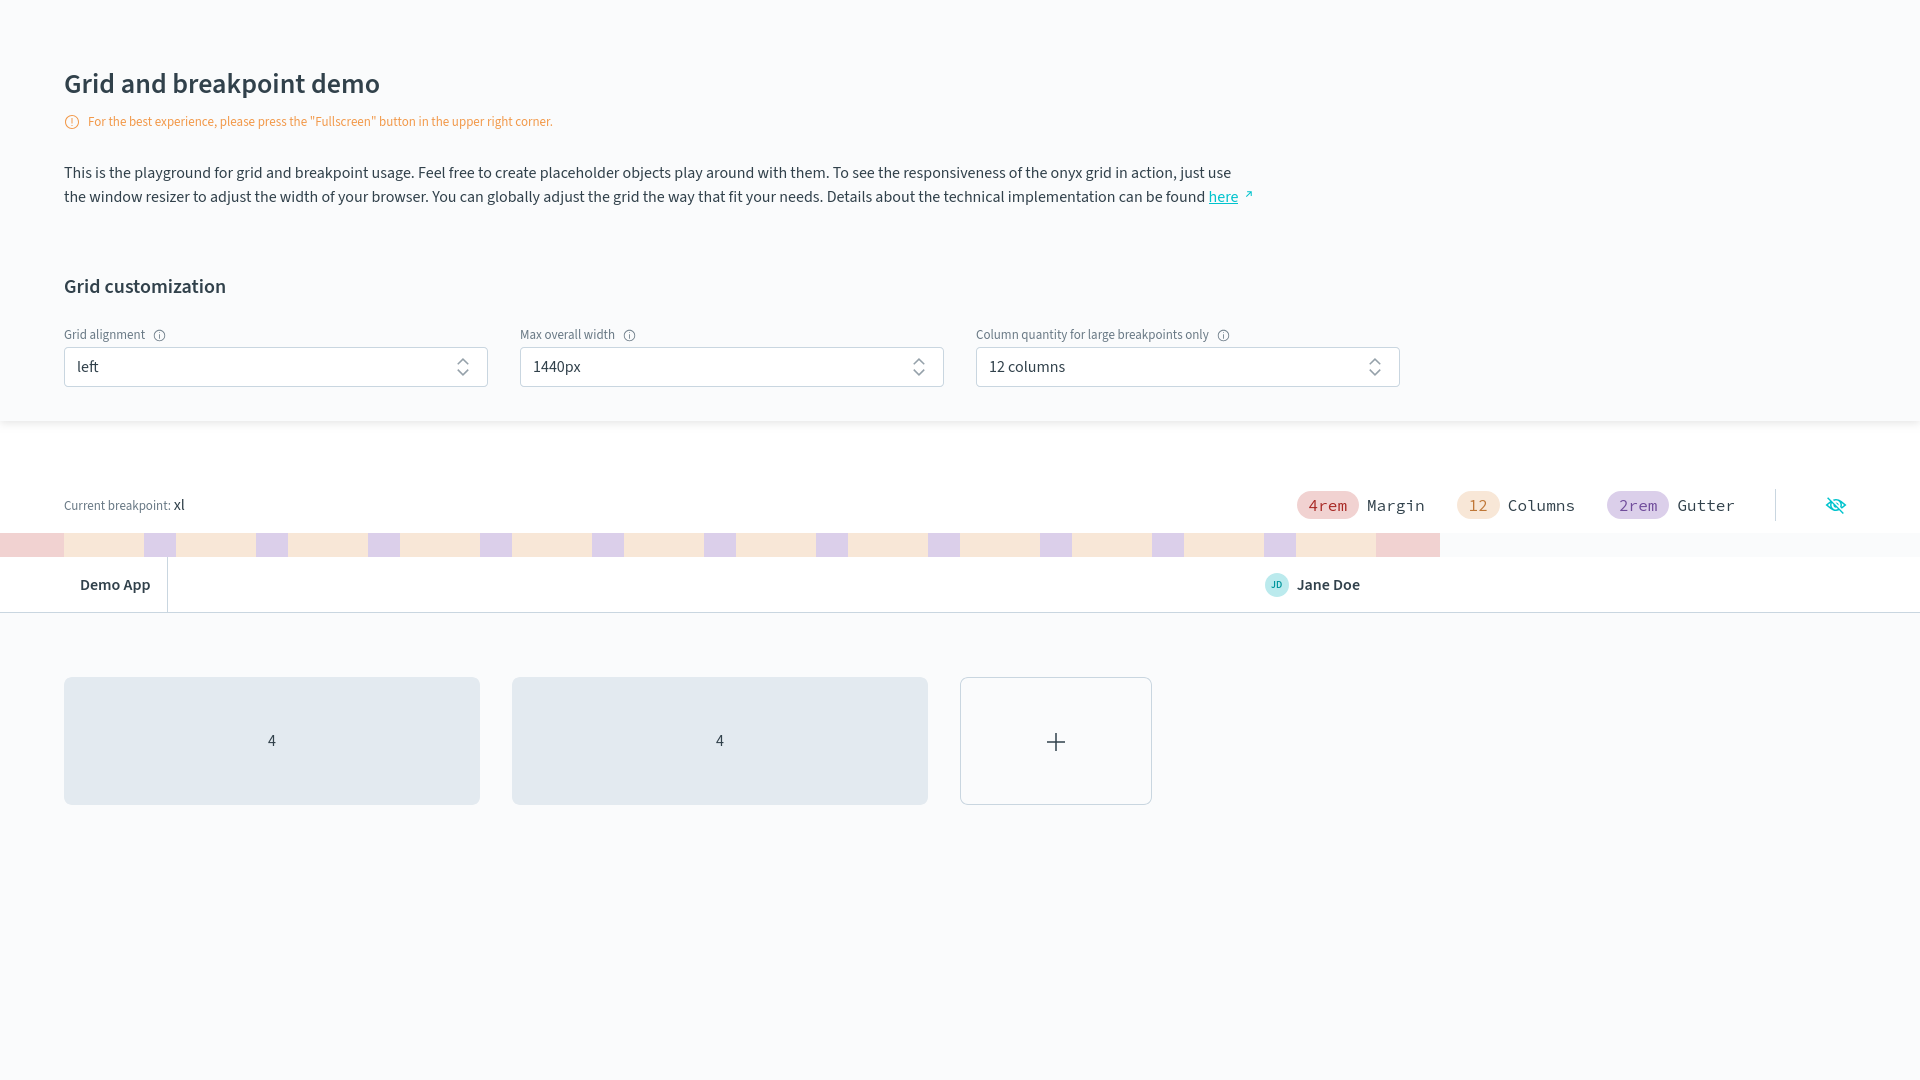 Grid and breakpoint demo
For the best experience, please press the "Fullscreen" button in the upper right corner.
This is the playground for grid and breakpoint usage. Feel free to create placeholder objects play around with them. To see the responsiveness of the onyx grid in action, just use
the window resizer to adjust the width of your browser. You can globally adjust the grid the way that fit your needs. Details about the technical implementation can be found here
Grid customization
Grid alignment Max overall width Column quantity for large breakpoints only
left 1440px 12 columns
Current breakpoint: xl 4rem Margin 12 Columns 2rem Gutter
Demo App JD Jane Doe
4 4